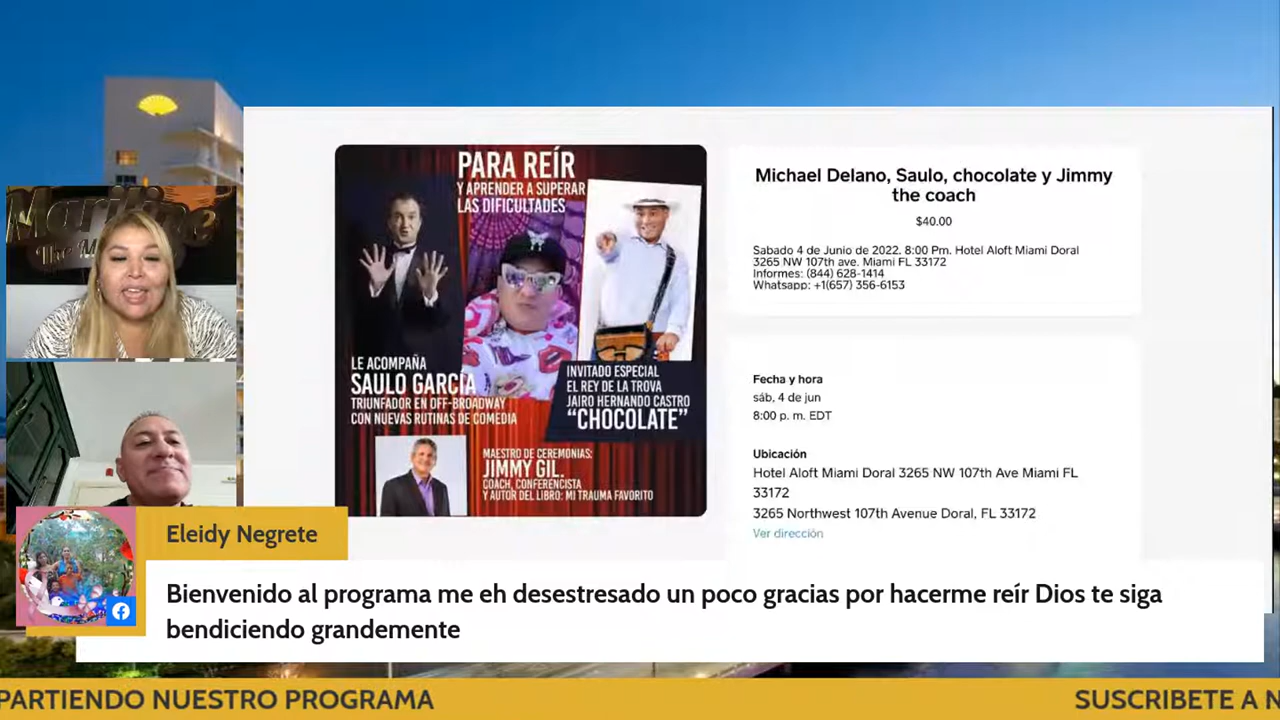 Mariline
The M
PARA REÍR
Y APRENDER A SUPERAR
LAS DIFICULTADES
LE ACOMPAÑA
SAULO GARCÍA
TRIUNFADOR EN OFF-BROADWAY
CON NUEVAS RUTINAS DE COMEDIA
INVITADO ESPECIAL
EL REY DE LA TROVA
JAIRO HERNANDO CASTRO
“CHOCOLATE”
MAESTRO DE CEREMONIAS:
JIMMY GIL.
COACH, CONFERENCISTA
Y AUTOR DEL LIBRO: MI TRAUMA FAVORITO
Michael Delano, Saulo, chocolate y Jimmy
the coach
$40.00
Sabado 4 de Junio de 2022. 8:00 Pm. Hotel Aloft Miami Doral
3265 NW 107th ave. Miami FL 33172
Informes: (844) 628-1414
Whatsapp: +1(657) 356-6153
Fecha y hora
sáb, 4 de jun
8:00 p. m. EDT
Ubicación
Hotel Aloft Miami Doral 3265 NW 107th Ave Miami FL
33172
3265 Northwest 107th Avenue Doral, FL 33172
Ver dirección
Eleidy Negrete
Bienvenido al programa me eh desestresado un poco gracias por hacerme reír Dios te siga
bendiciendo grandemente
PARTIENDO NUESTRO PROGRAMA
SUSCRIBETE A N